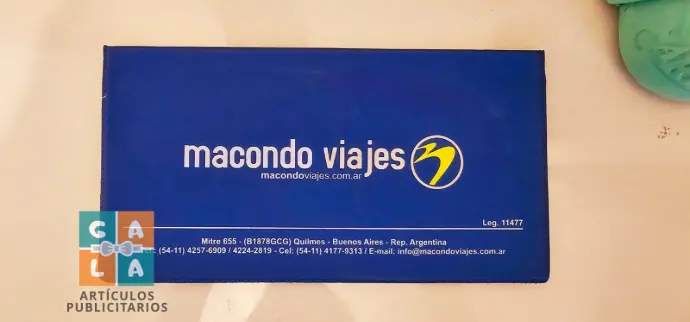 macondo viajes
macondoviajes.com.ar
Leg. 11477
Mitre 655 - (B1878GCG) Quilmes - Buenos Aires - Rep. Argentina
(54-11) 4257-6909 / 4224-2819 - Cel: (54-11) 4177-9313 / E-mail: info@macondoviajes.com.ar
CALA
ARTÍCULOS
PUBLICITARIOS